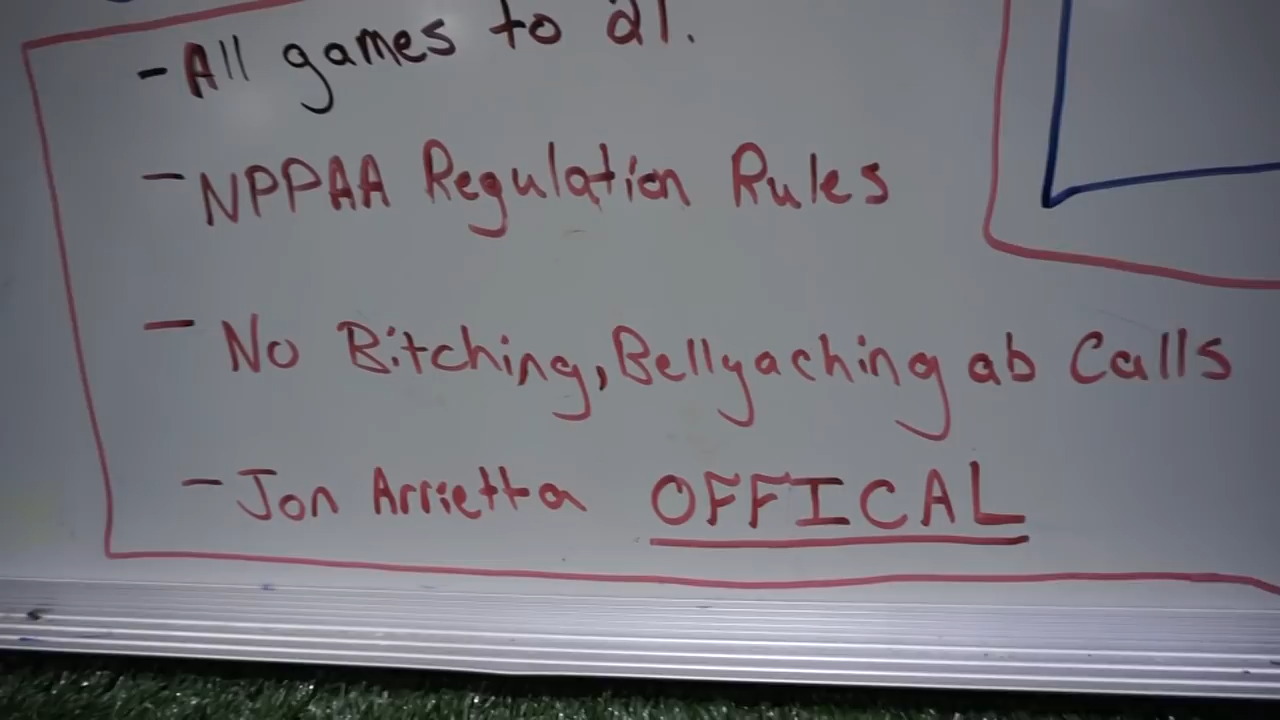 - All games to 21.
- NPPAA Regulation Rules
- No Bitching, Bellyaching ab Calls
- Jon Arrietta OFFICAL